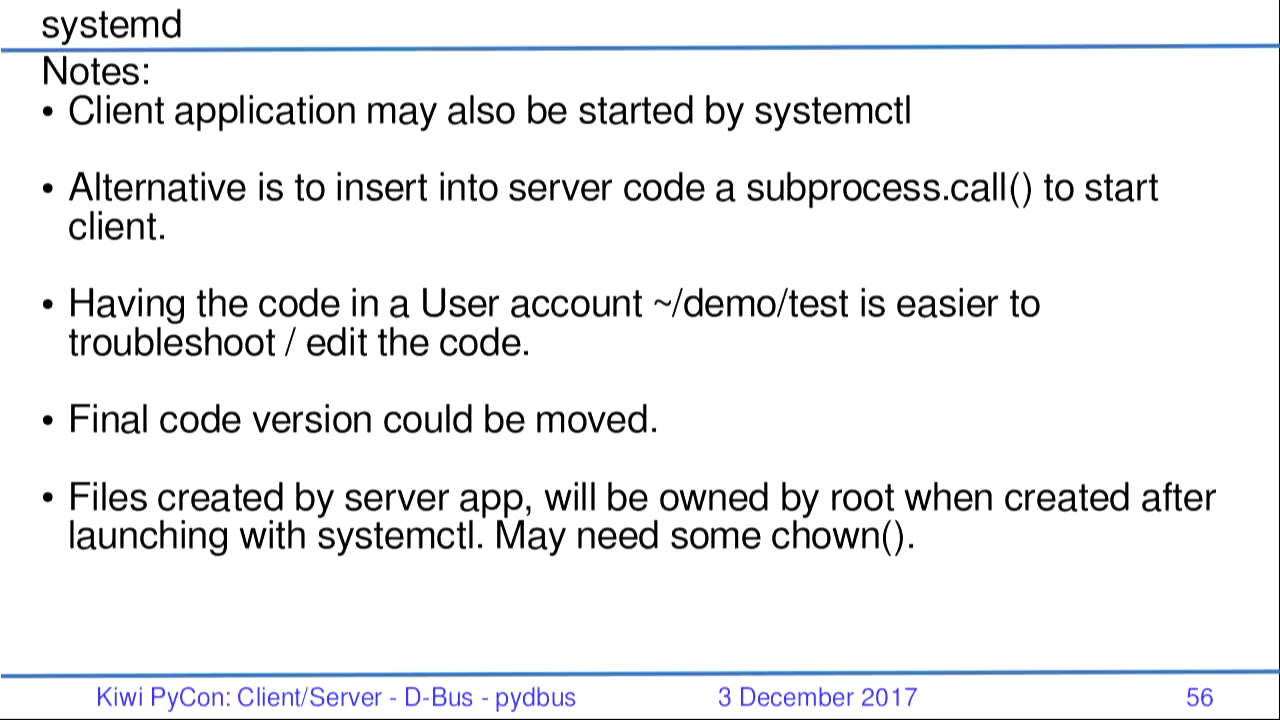 systemd
Notes:
• Client application may also be started by systemctl
• Alternative is to insert into server code a subprocess.call() to start
client.
• Having the code in a User account ~/demo/test is easier to
troubleshoot / edit the code.
• Final code version could be moved.
• Files created by server app, will be owned by root when created after
launching with systemctl. May need some chown().
Kiwi PyCon: Client/Server - D-Bus - pydbus 3 December 2017 56